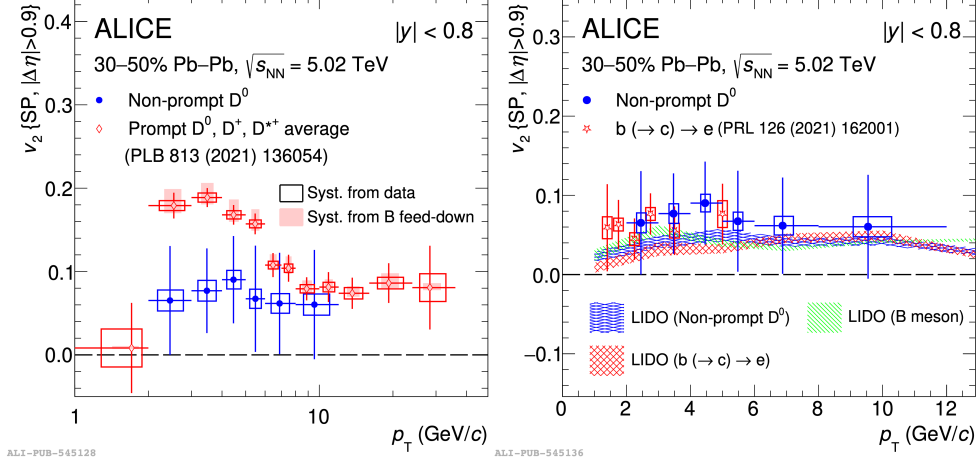 v₂ {SP, |Δη|>0.9}
0.4
0.3
0.2
0.1
0.0
ALICE
|y| < 0.8
30–50% Pb–Pb, √sNN = 5.02 TeV
Non-prompt D⁰
Prompt D⁰, D⁺, D*⁺ average
(PLB 813 (2021) 136054)
Syst. from data
Syst. from B feed-down
1
10
pT (GeV/c)
ALI-PUB-545128
v₂ {SP, |Δη|>0.9}
0.3
0.2
0.1
0.0
−0.1
ALICE
|y| < 0.8
30–50% Pb–Pb, √sNN = 5.02 TeV
Non-prompt D⁰
b (→ c) → e (PRL 126 (2021) 162001)
LIDO (Non-prompt D⁰)
LIDO (B meson)
LIDO (b (→ c) → e)
0 2 4 6 8 10 12
pT (GeV/c)
ALI-PUB-545136